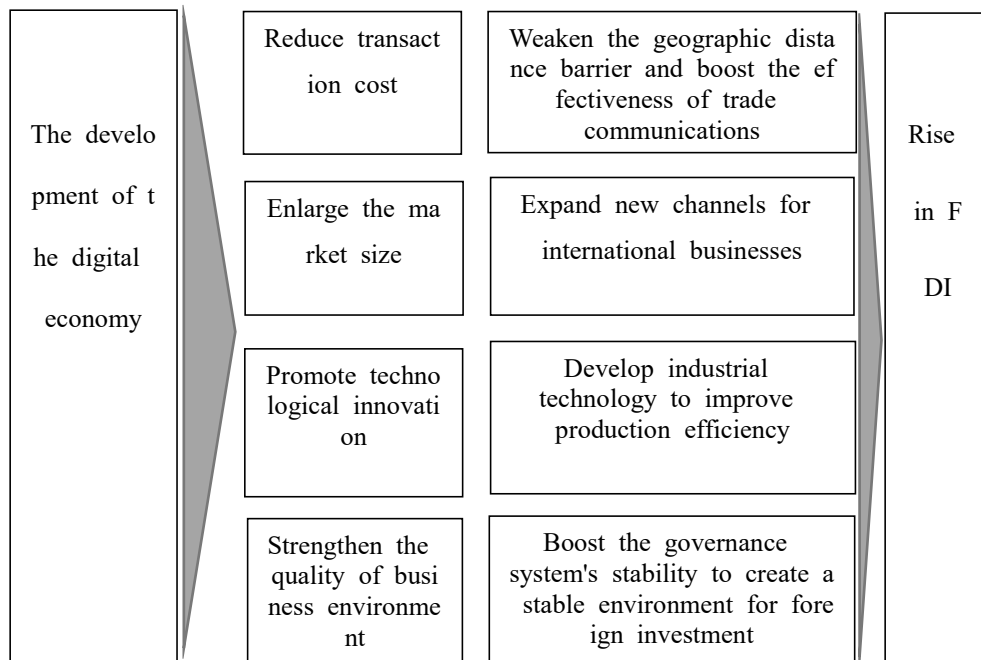 The develo
pment of t
he digital
economy
Reduce transact
ion cost
Weaken the geographic dista
nce barrier and boost the ef
fectiveness of trade
communications
Enlarge the ma
rket size
Expand new channels for
international businesses
Promote techno
logical innovati
on
Develop industrial
technology to improve
production efficiency
Strengthen the
quality of busi
ness environme
nt
Boost the governance
system's stability to create a
stable environment for fore
ign investment
Rise
in F
DI